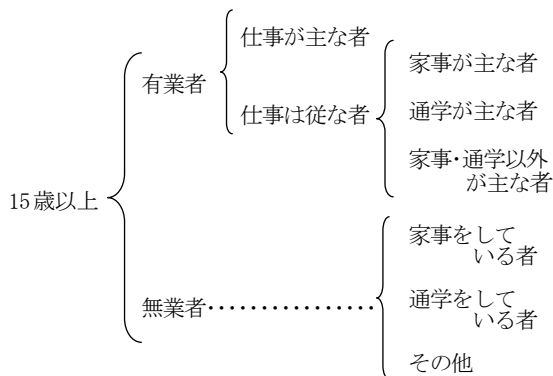 15歳以上
有業者
仕事が主な者
仕事は従な者
家事が主な者
通学が主な者
家事・通学以外
が主な者
無業者・・・・・・・・・・・・・・・・
家事をして
いる者
通学をして
いる者
その他